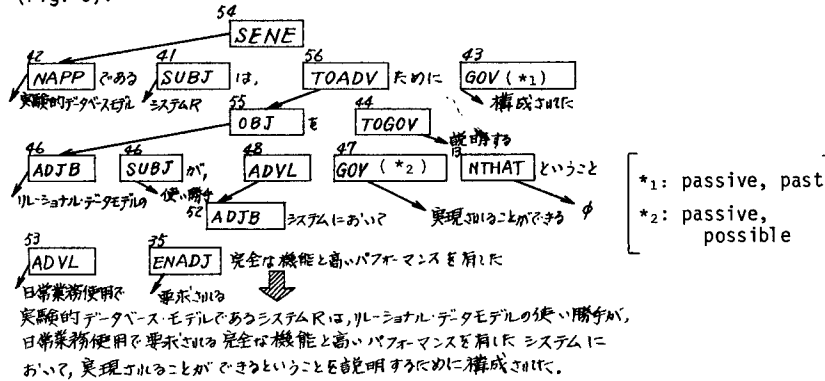 54
SENE
42 41 56 43
NAPP である SUBJ は, TOADV ために GOV (*1)
実験的データベースモデル システムR 構成された
55 44
OBJ を TOGOV
説明する
46 46 48 47 13
ADJB SUBJ が, ADVL GOV (*2) NTHAT ということ
リレーショナル・データモデルの 使い勝手 実現されることができる φ
52
ADJB システムにおいて
*1: passive, past
*2: passive,
possible
53 35
ADVL ENADJ 完全な機能と高いパフォーマンスを有した
日常業務使用で 要求される
実験的データベース・モデルであるシステムRは,リレーショナル・データモデルの使い勝手が,
日常業務使用で要求される完全な機能と高いパフォーマンスを有したシステムに
おいて,実現されることができるということを説明するために構成された.